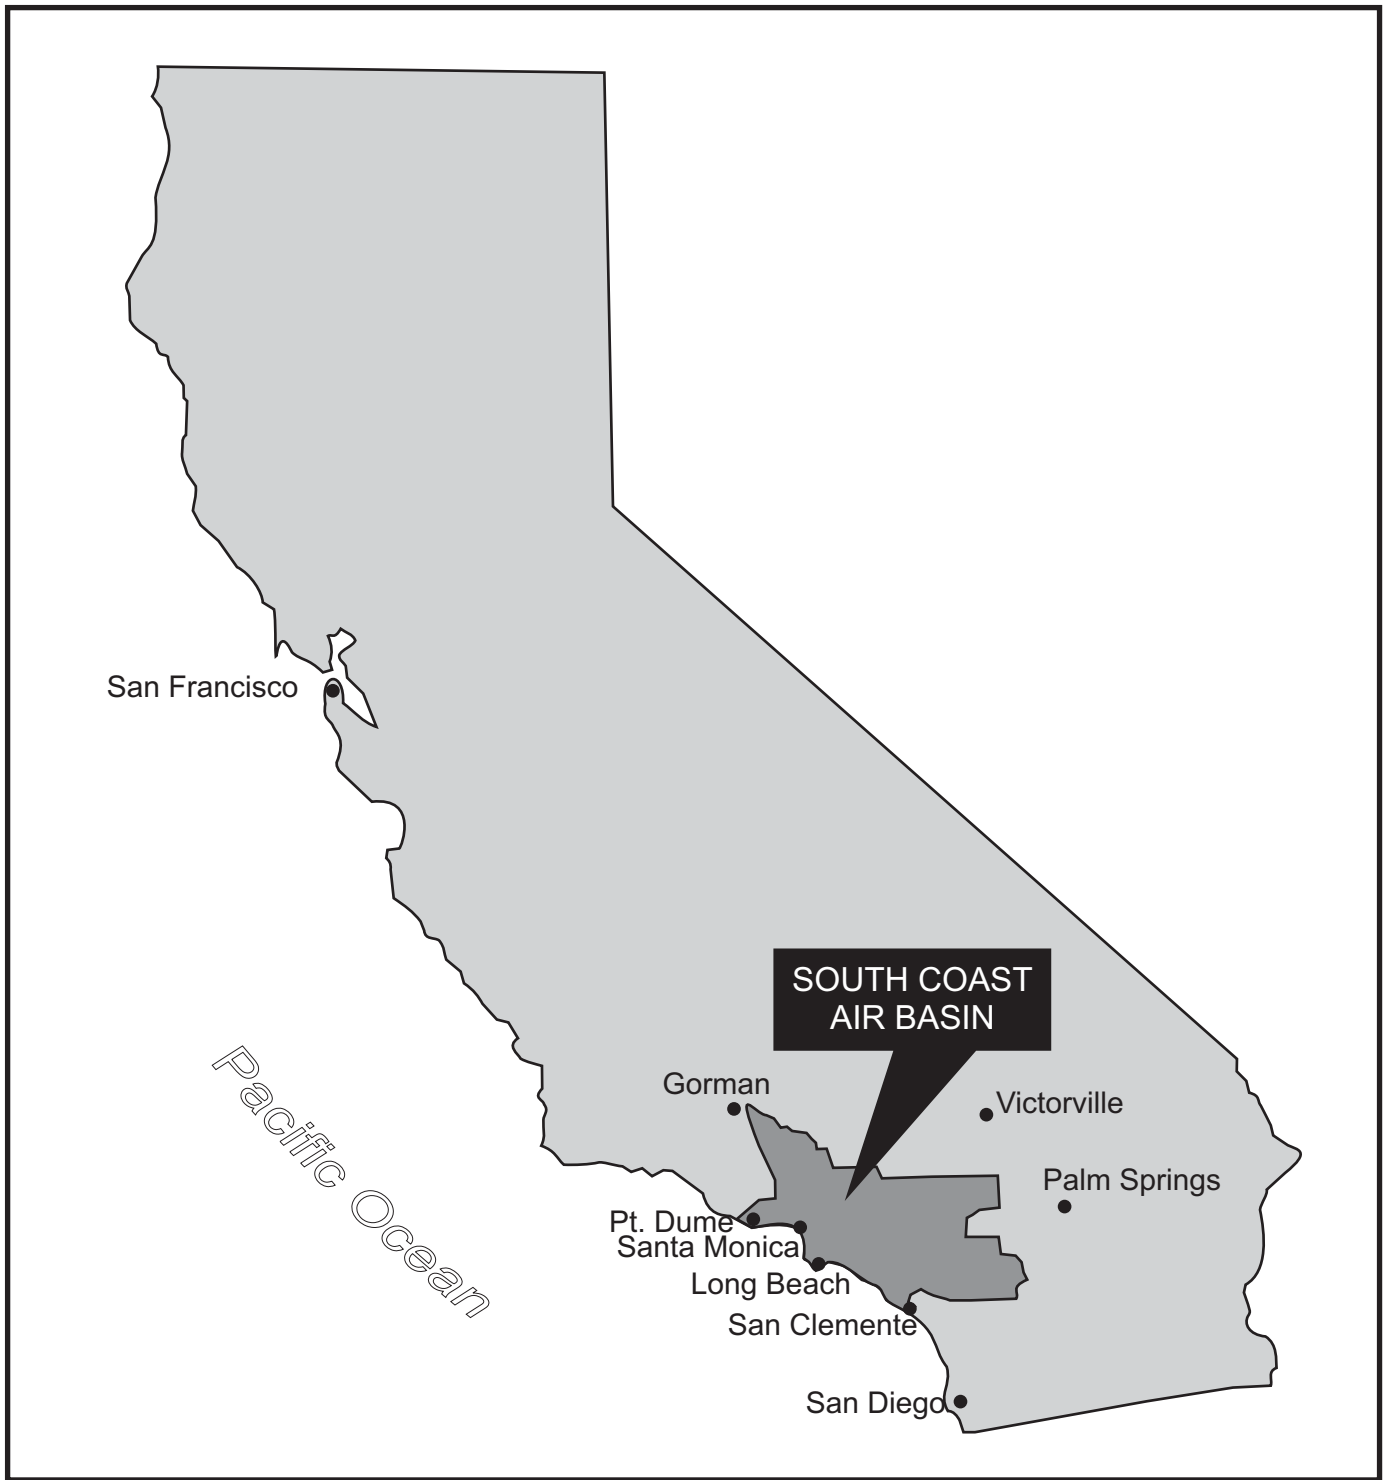 San Francisco
SOUTH COAST
AIR BASIN
Pacific Ocean
Gorman
Victorville
Palm Springs
Pt. Dume
Santa Monica
Long Beach
San Clemente
San Diego